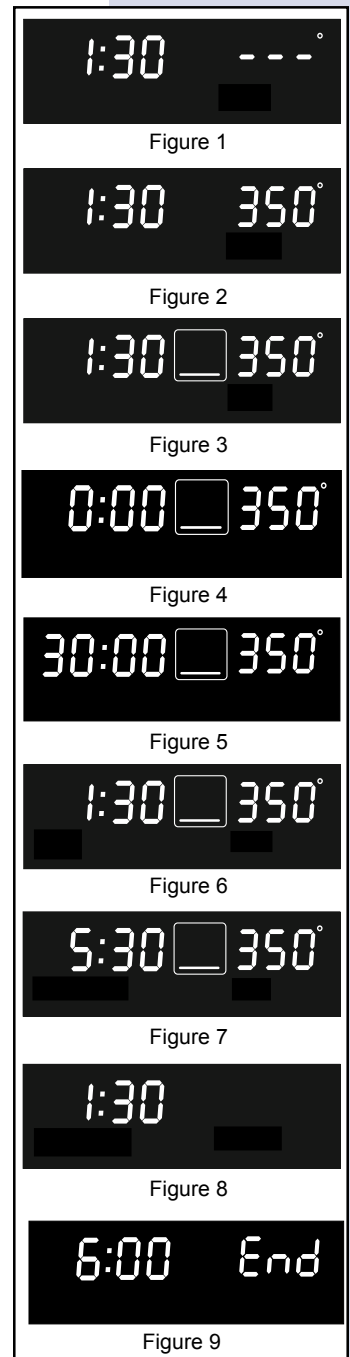 1:30 ---°
Figure 1
1:30 350°
Figure 2
1:30 350°
Figure 3
0:00 350°
Figure 4
30:00 350°
Figure 5
1:30 350°
Figure 6
5:30 350°
Figure 7
1:30
Figure 8
6:00 End
Figure 9